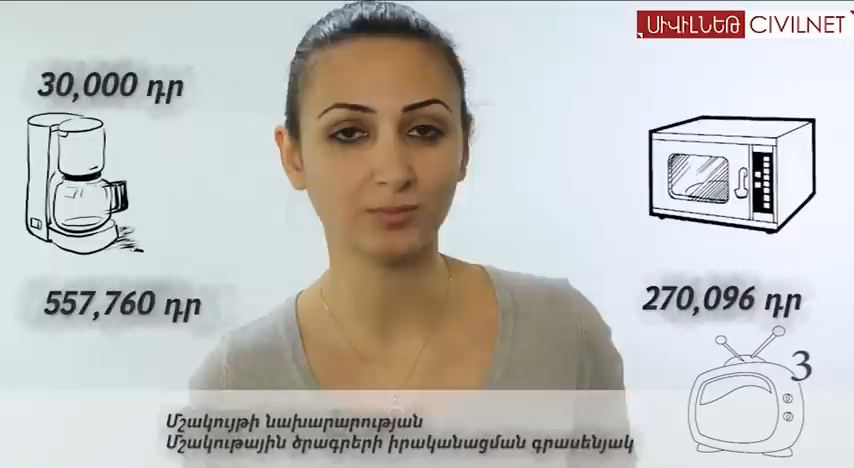 ՍԻՎԻԼՆԵԹ CIVILNET
30,000 դր
557,760 դր
270,096 դր
3
Մշակույթի նախարարության
Մշակութային ծրագրերի իրականացման գրասենյակ